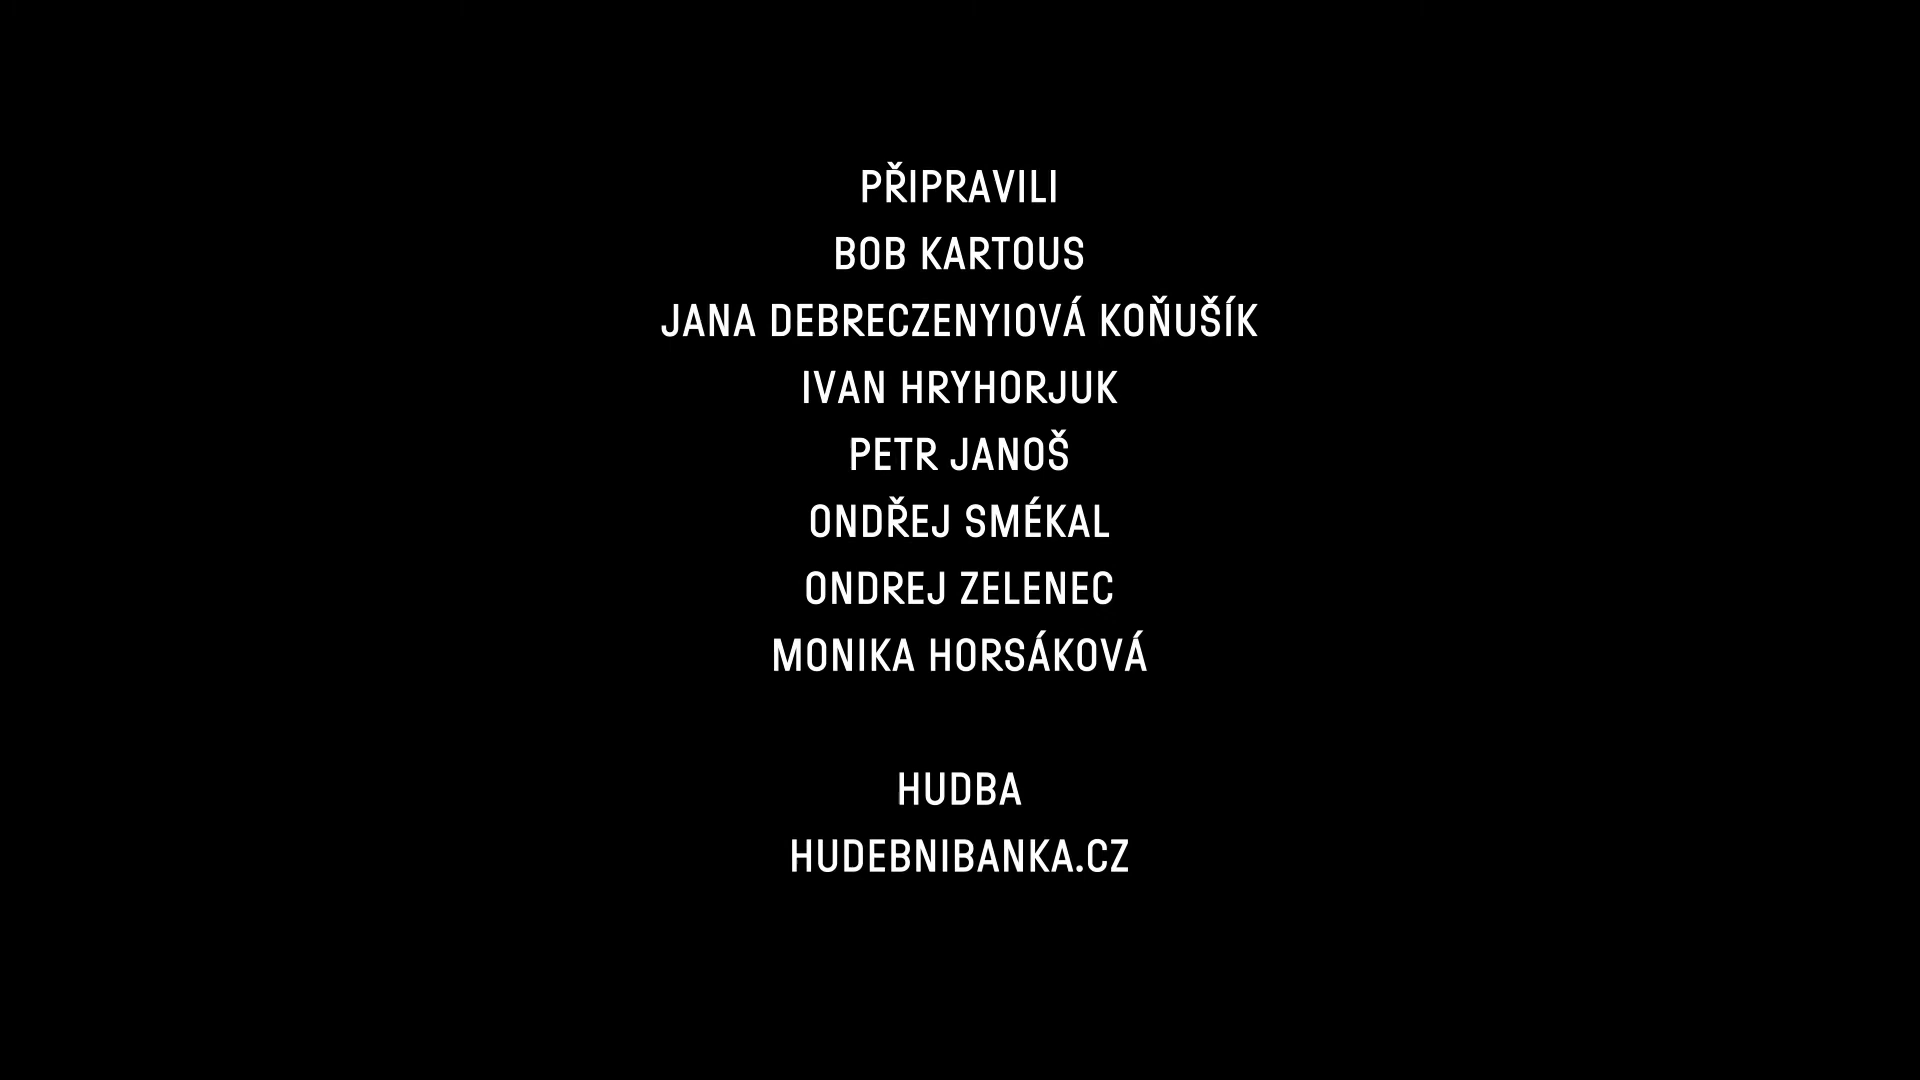 PŘIPRAVILI
BOB KARTOUS
JANA DEBRECZENYIOVÁ KOŇUŠÍK
IVAN HRYHORJUK
PETR JANOŠ
ONDŘEJ SMÉKAL
ONDREJ ZELENEC
MONIKA HORSÁKOVÁ
HUDBA
HUDEBNIBANKA.CZ